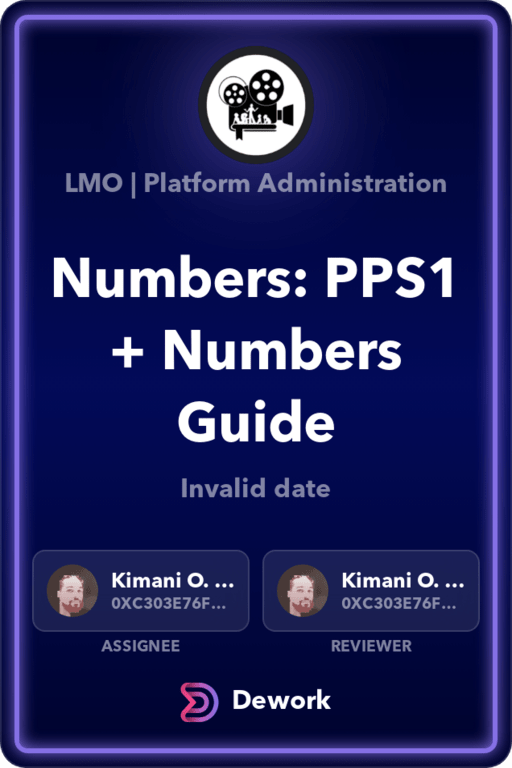 LMO | Platform Administration
Numbers: PPS1
+ Numbers
Guide
Invalid date
Kimani O. ...
0XC303E76F...
ASSIGNEE
Kimani O. ...
0XC303E76F...
REVIEWER
Dework